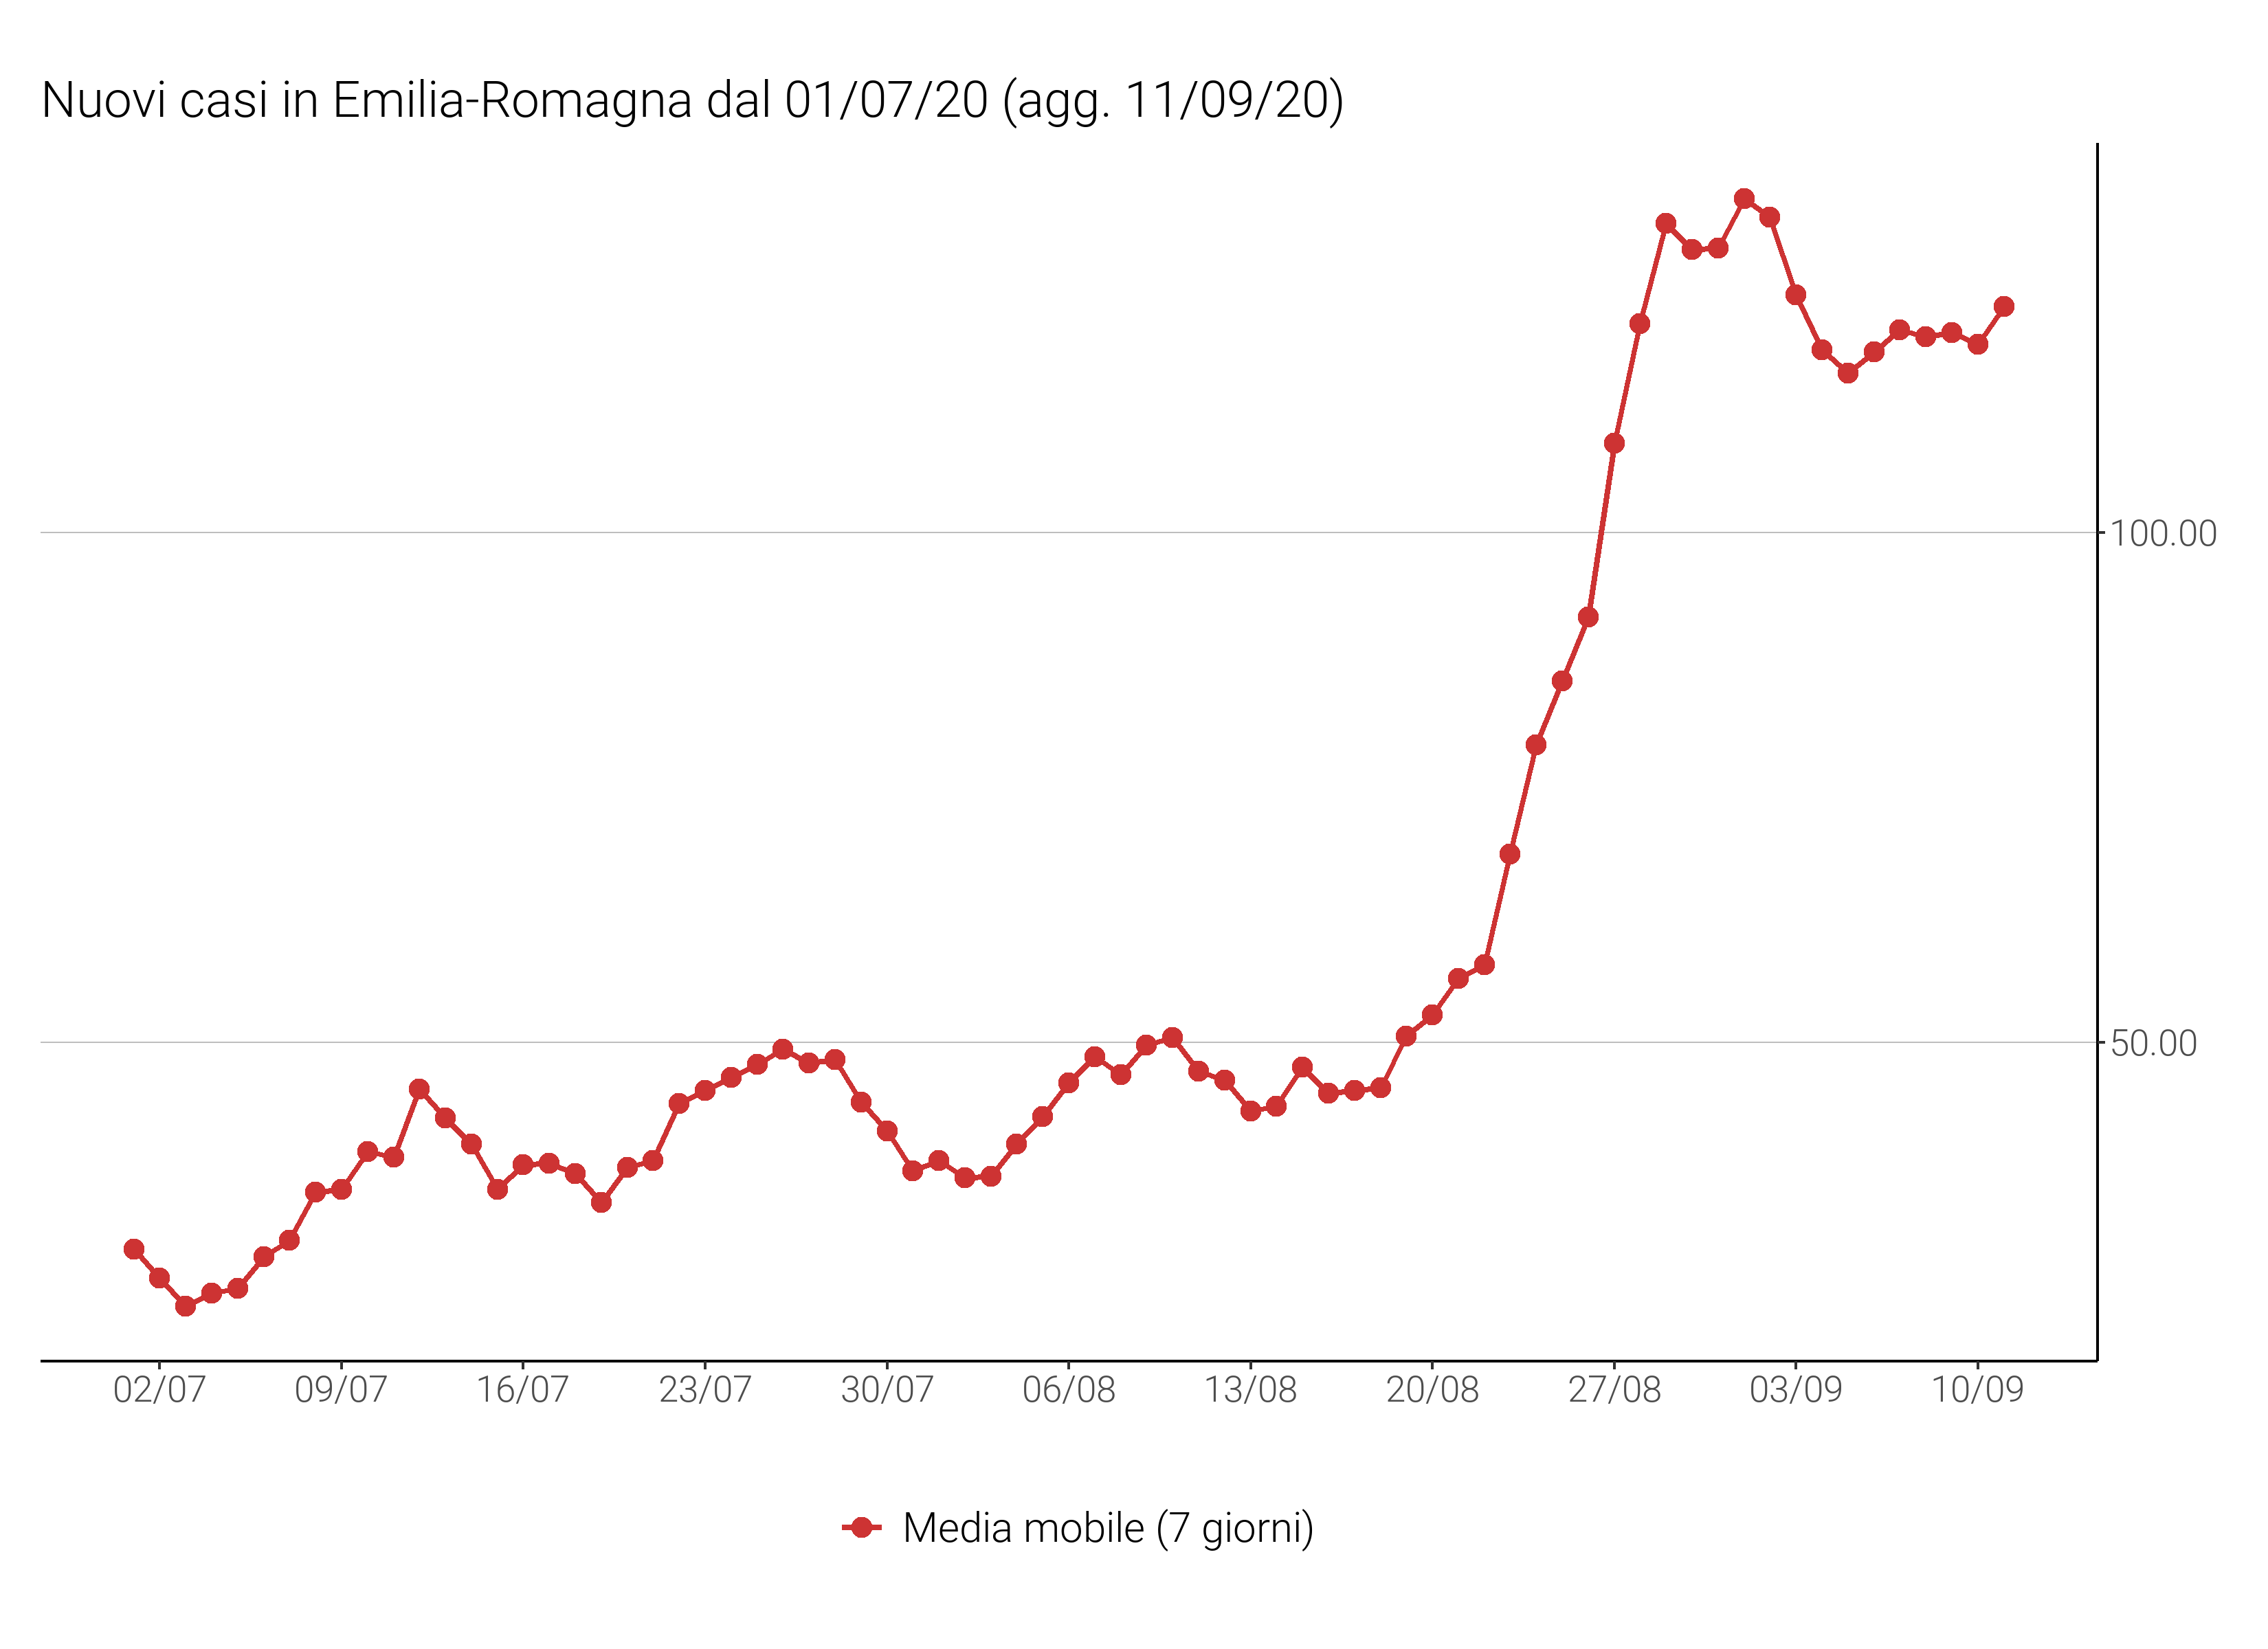 Nuovi casi in Emilia-Romagna dal 01/07/20 (agg. 11/09/20)
100.00
50.00
02/07 09/07 16/07 23/07 30/07 06/08 13/08 20/08 27/08 03/09 10/09
Media mobile (7 giorni)